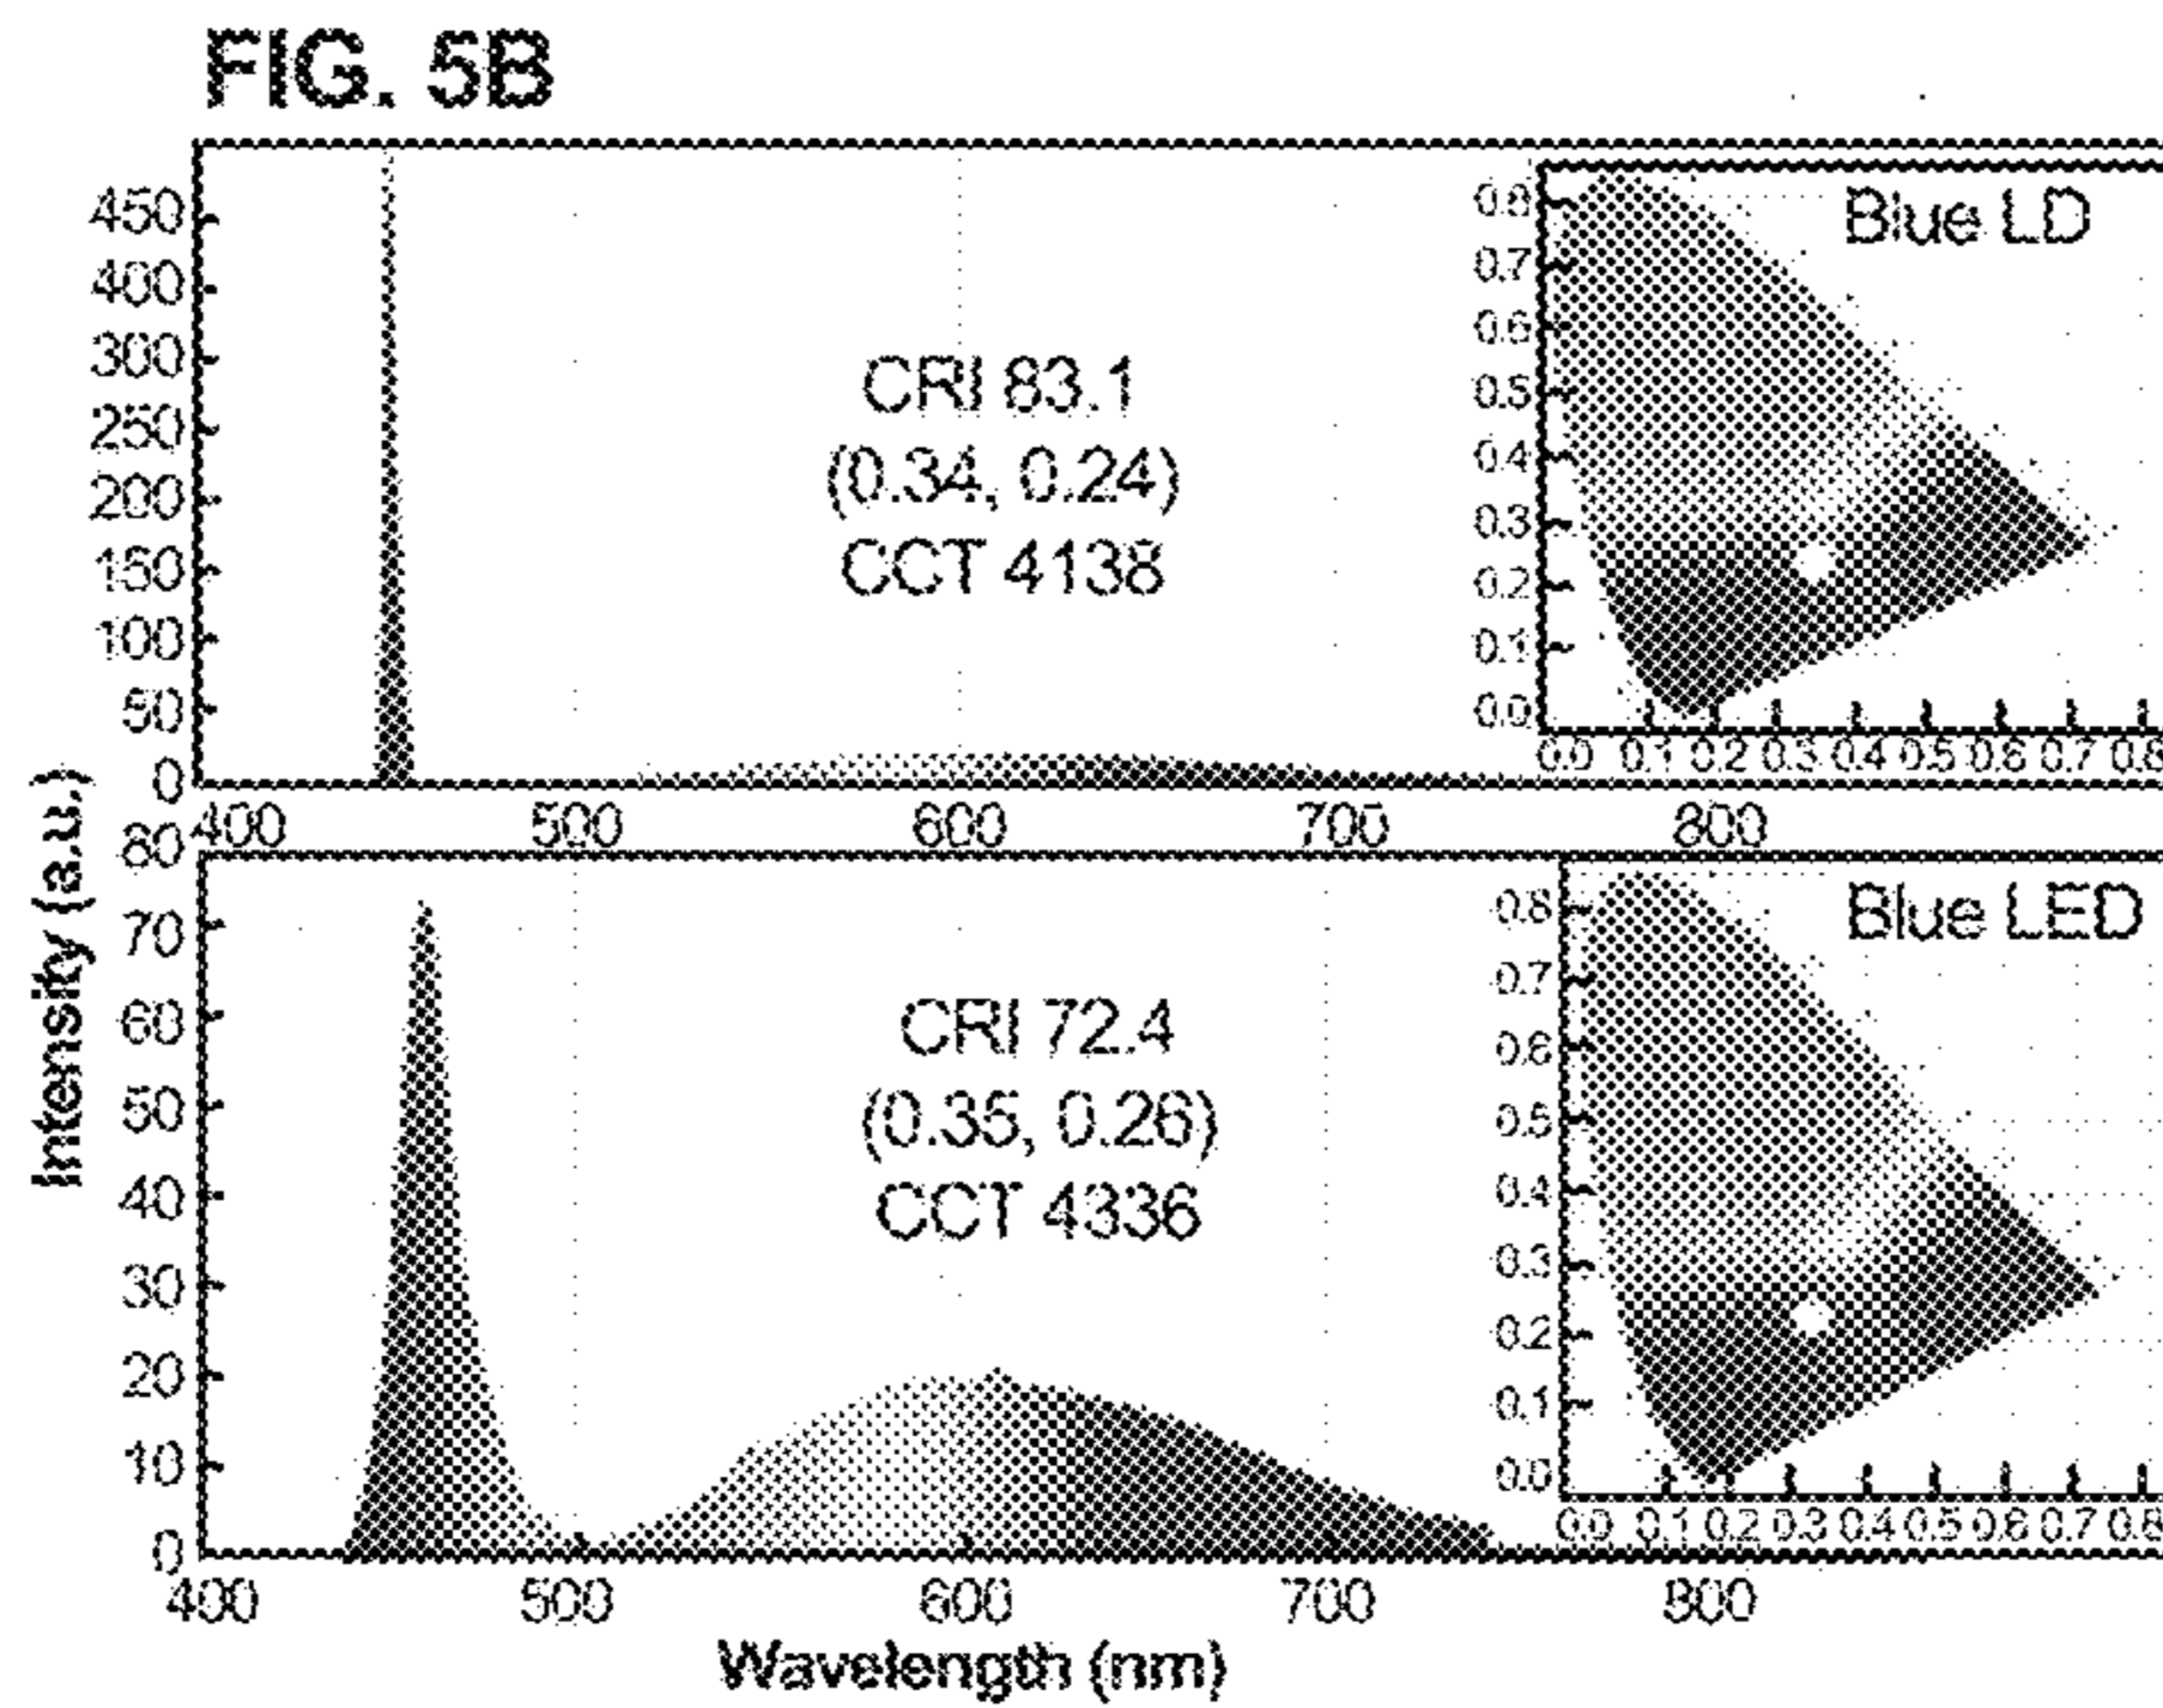 FIG. 5B
Intensity (a.u.)
450
400
300
250
200
150
100
50
0
CRI 83.1
(0.34, 0.24)
CCT 4138
Blue LD
0.8
0.7
0.6
0.5
0.4
0.3
0.2
0.1
0.0
0.0 0.1 0.2 0.3 0.4 0.5 0.6 0.7 0.8
400 500 600 700 800
80
70
60
50
40
30
20
10
0
CRI 72.4
(0.35, 0.26)
CCT 4336
Blue LED
0.8
0.7
0.6
0.5
0.4
0.3
0.2
0.1
0.0
0.0 0.1 0.2 0.3 0.4 0.5 0.6 0.7 0.8
400 500 600 700 800
Wavelength (nm)